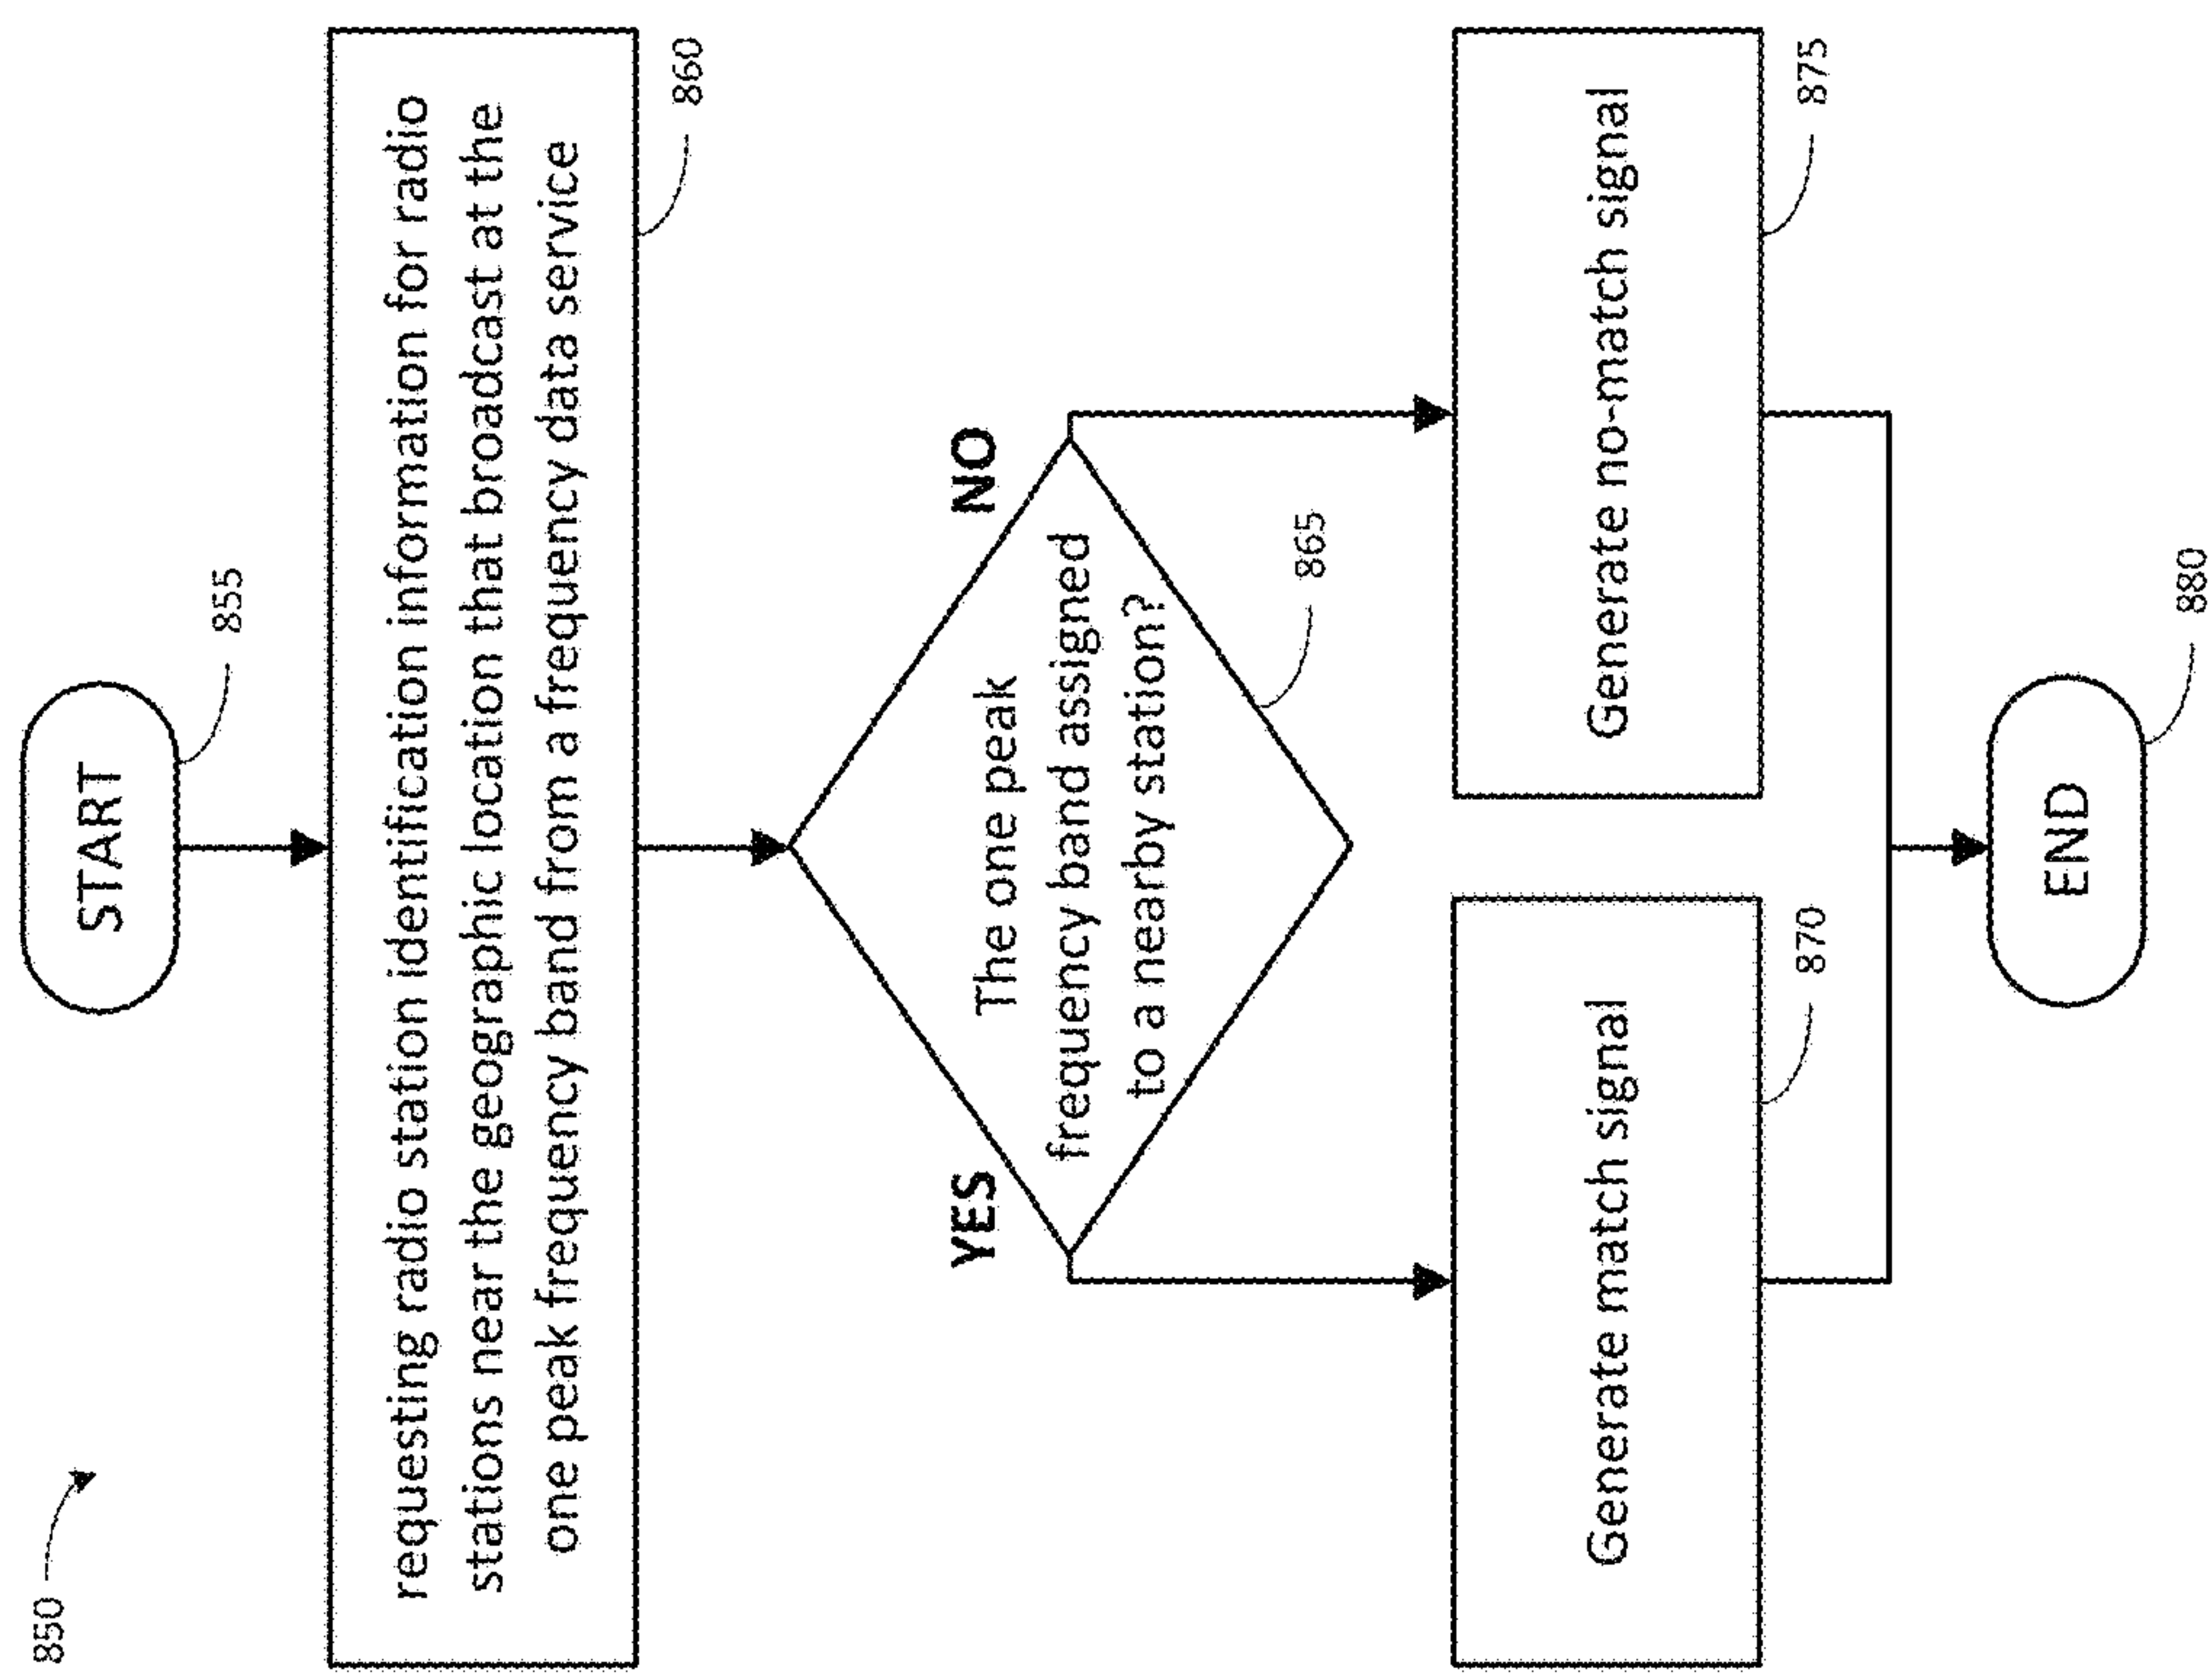 850
START
855
requesting radio station identification information for radio
stations near the geographic location that broadcast at the
one peak frequency band from a frequency data service
860
YES
NO
The one peak
frequency band assigned
to a nearby station?
865
Generate match signal
870
Generate no-match signal
875
END
880